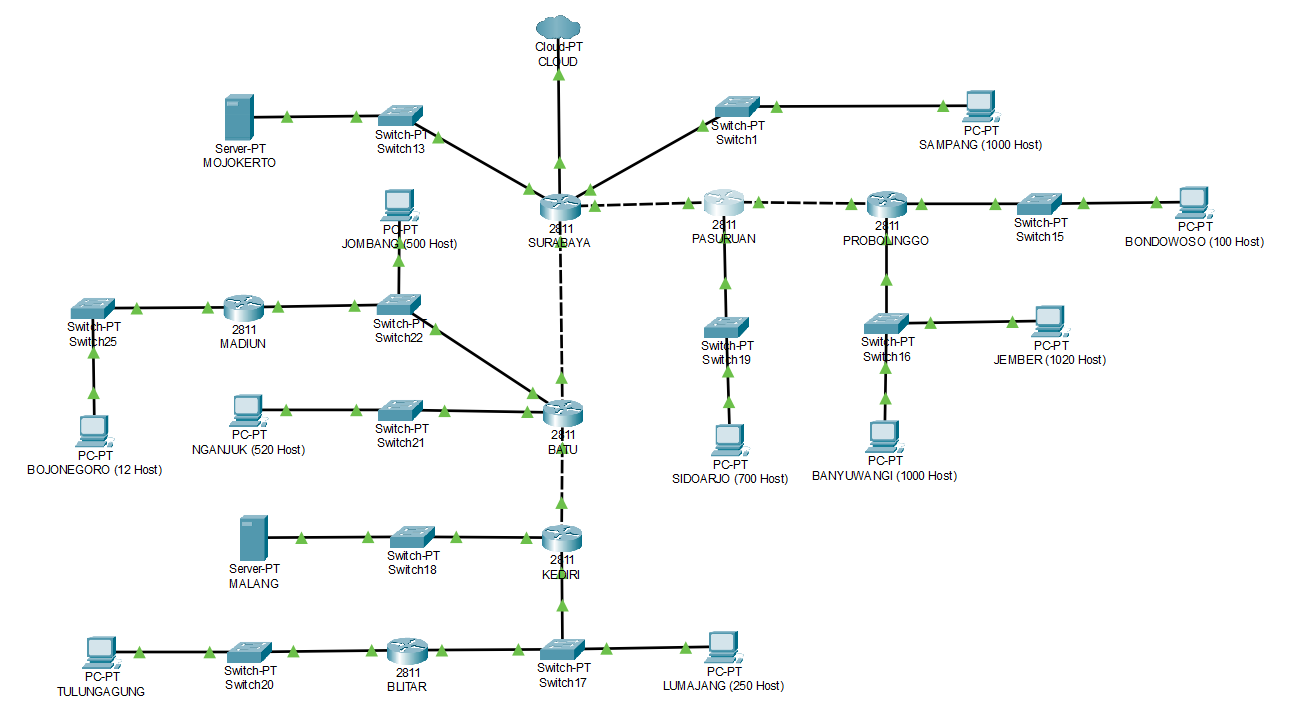 Cloud-PT
CLOUD
Server-PT
MOJOKERTO
Switch-PT
Switch13
Switch-PT
Switch1
PC-PT
SAMPANG (1000 Host)
PC-PT
JOMBANG (500 Host)
2811
SURABAYA
2811
PASURUAN
2811
PROBOLINGGO
Switch-PT
Switch15
PC-PT
BONDOWOSO (100 Host)
Switch-PT
Switch25
2811
MADIUN
Switch-PT
Switch22
Switch-PT
Switch19
Switch-PT
Switch16
PC-PT
JEMBER (1020 Host)
PC-PT
BOJONEGORO (12 Host)
PC-PT
NGANJUK (520 Host)
Switch-PT
Switch21
2811
BATU
PC-PT
SIDOARJO (700 Host)
PC-PT
BANYUWANGI (1000 Host)
Server-PT
MALANG
Switch-PT
Switch18
2811
KEDIRI
PC-PT
TULUNGAGUNG
Switch-PT
Switch20
2811
BLITAR
Switch-PT
Switch17
PC-PT
LUMAJANG (250 Host)